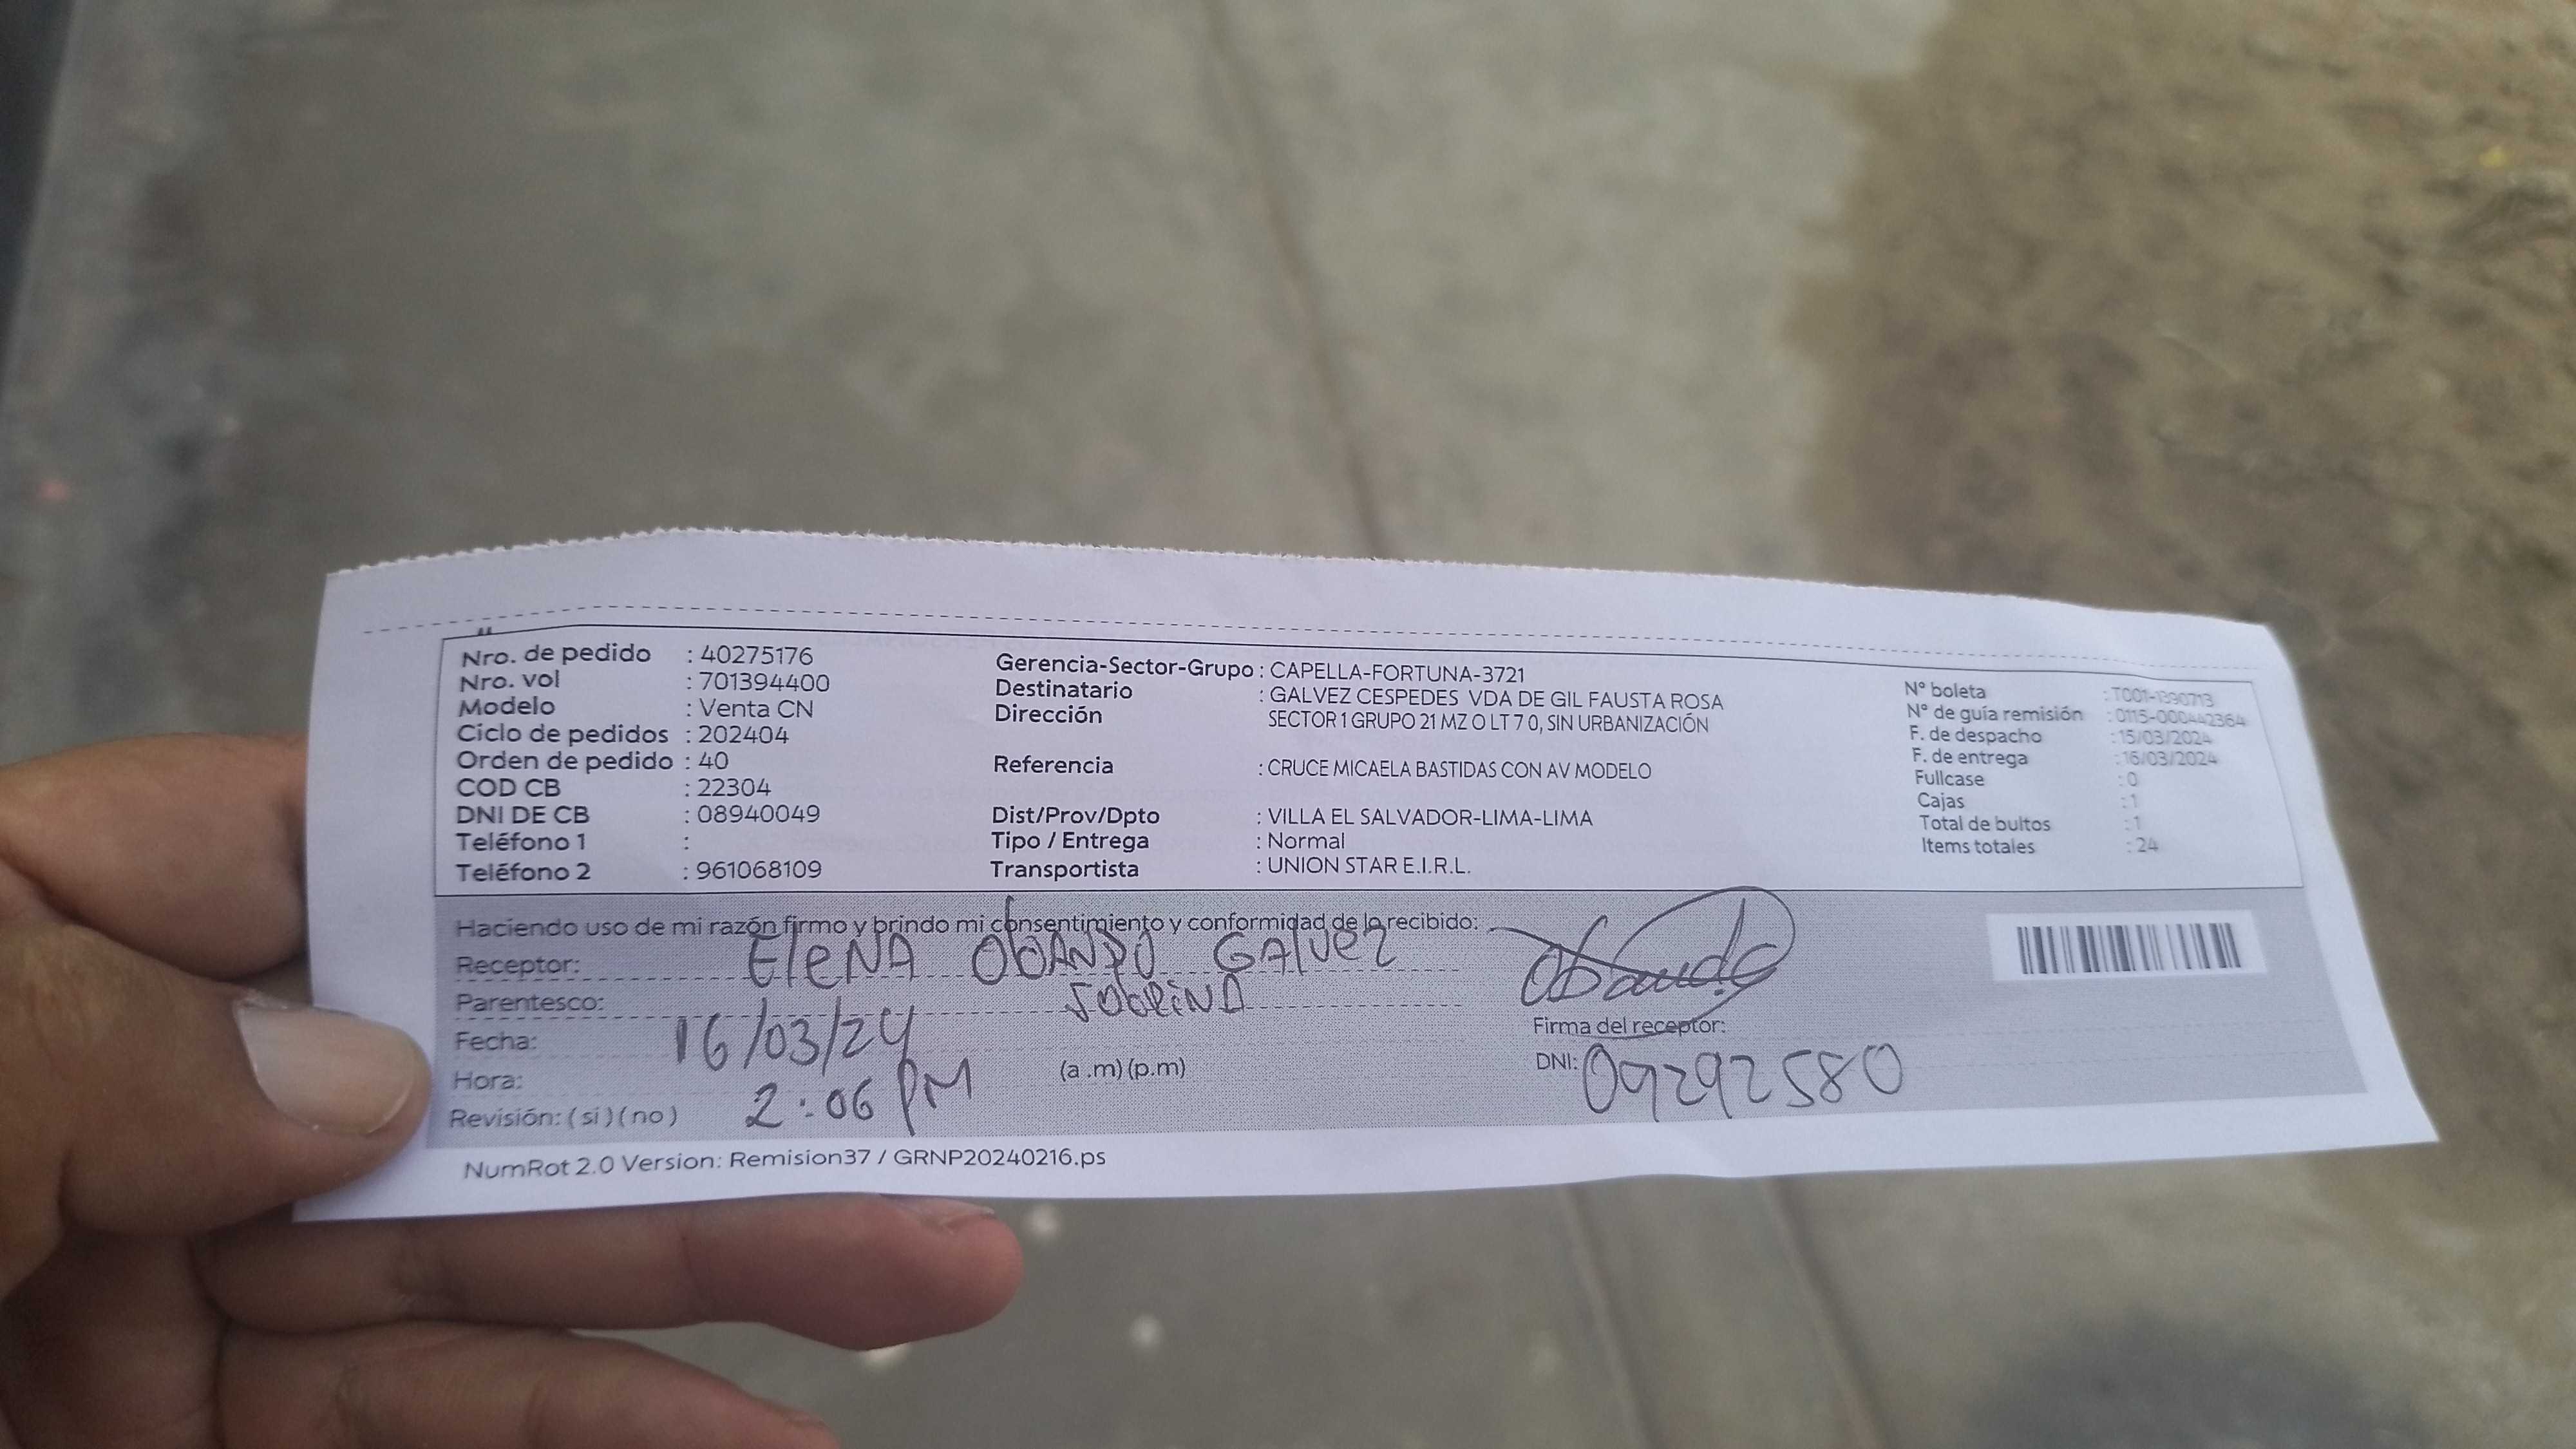 Nro. de pedido : 40275176
Nro. vol : 701394400
Modelo : Venta CN
Ciclo de pedidos : 202404
Orden de pedido : 40
COD CB : 22304
DNI DE CB : 08940049
Teléfono 1 :
Teléfono 2 : 961068109
Gerencia-Sector-Grupo : CAPELLA-FORTUNA-3721
Destinatario : GALVEZ CESPEDES VDA DE GIL FAUSTA ROSA
Dirección SECTOR 1 GRUPO 21 MZ O LT 7 0, SIN URBANIZACIÓN
Referencia : CRUCE MICAELA BASTIDAS CON AV MODELO
Dist/Prov/Dpto : VILLA EL SALVADOR-LIMA-LIMA
Tipo / Entrega : Normal
Transportista : UNION STAR E.I.R.L.
N° boleta : T001-1390713
N° de guía remisión : 0115-000442364
F. de despacho : 15/03/2024
F. de entrega : 16/03/2024
Fullcase : 0
Cajas : 1
Total de bultos : 1
Items totales : 24
Haciendo uso de mi razón firmo y brindo mi consentimiento y conformidad de lo recibido:
Receptor: ElENA ObANDO GAlvez
Parentesco: SObRiNA
Fecha: 16/03/24
Hora: 2:06 PM (a .m) (p.m)
Revisión: ( si ) ( no )
Obando
Firma del receptor:
DNI: 09292580
NumRot 2.0 Version: Remision37 / GRNP20240216.ps